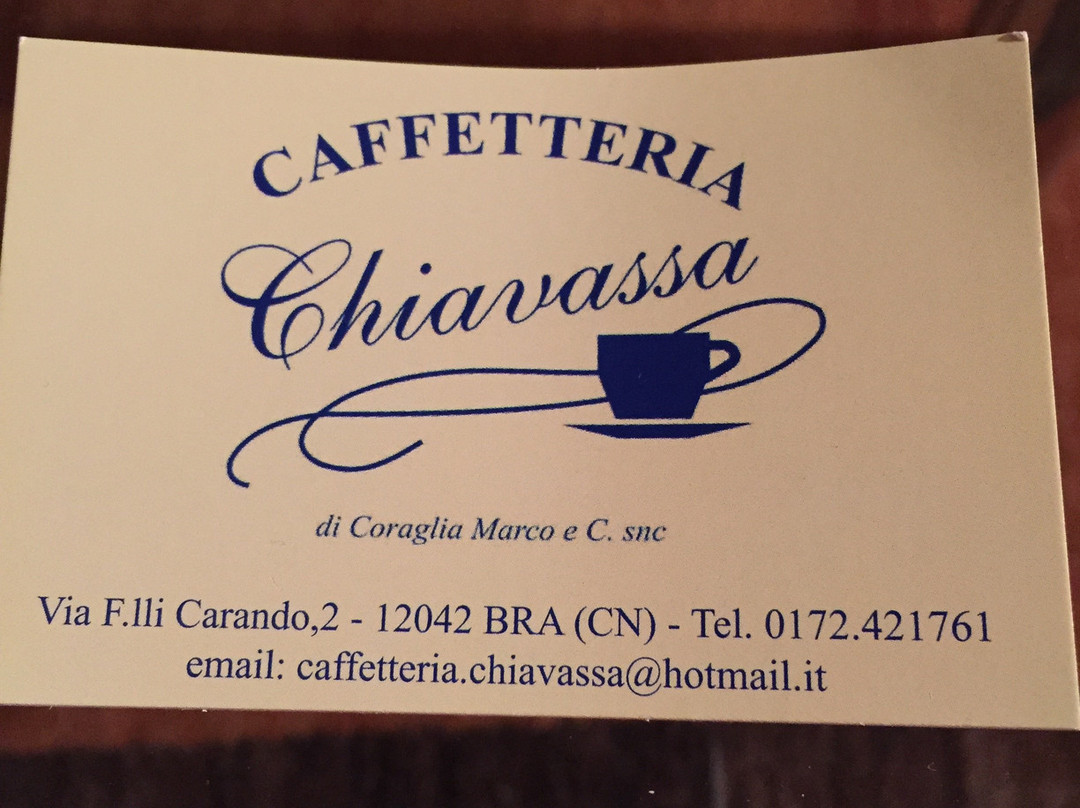 CAFFETTERIA
Chiavassa
di Coraglia Marco e C. snc
Via F.lli Carando,2 - 12042 BRA (CN) - Tel. 0172.421761
email: caffetteria.chiavassa@hotmail.it